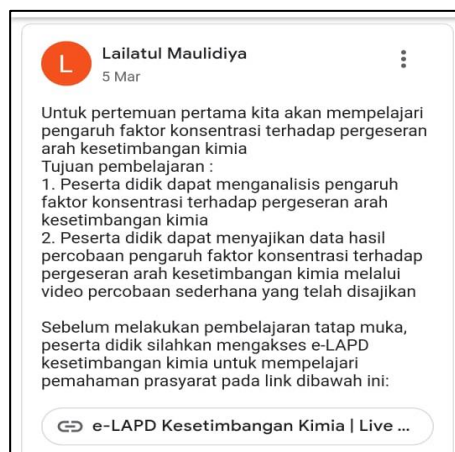 L
Lailatul Maulidiya
5 Mar
Untuk pertemuan pertama kita akan mempelajari
pengaruh faktor konsentrasi terhadap pergeseran
arah kesetimbangan kimia
Tujuan pembelajaran :
1. Peserta didik dapat menganalisis pengaruh
faktor konsentrasi terhadap pergeseran arah
kesetimbangan kimia
2. Peserta didik dapat menyajikan data hasil
percobaan pengaruh faktor konsentrasi terhadap
pergeseran arah kesetimbangan kimia melalui
video percobaan sederhana yang telah disajikan
Sebelum melakukan pembelajaran tatap muka,
peserta didik silahkan mengakses e-LAPD
kesetimbangan kimia untuk mempelajari
pemahaman prasyarat pada link dibawah ini:
e-LAPD Kesetimbangan Kimia | Live ...